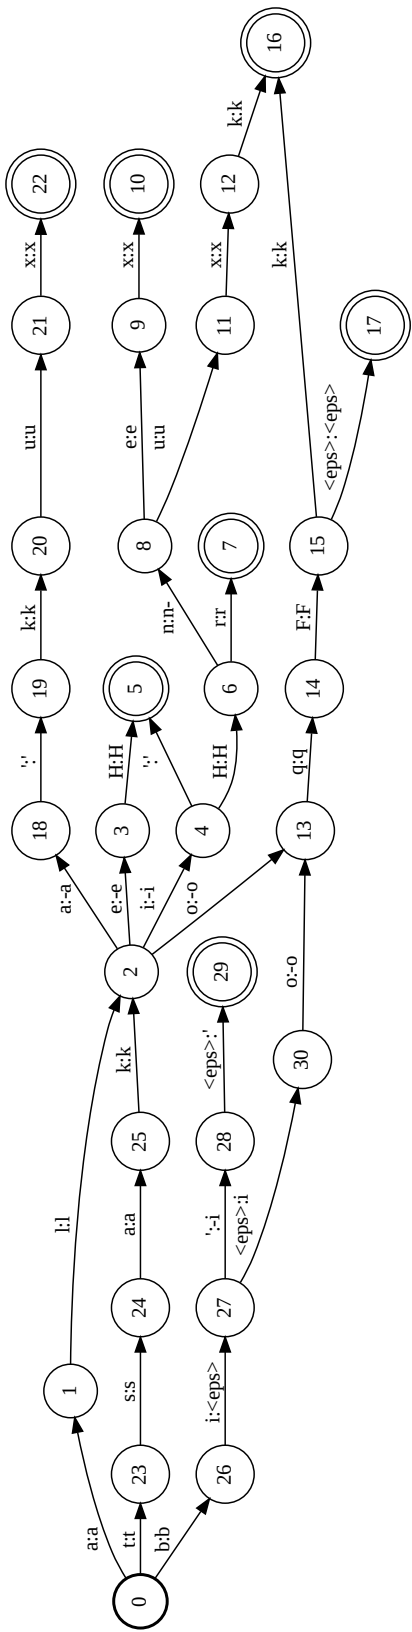 0
a:a
1
t:t
23
b:b
26
l:l
2
s:s
24
a:a
25
k:k
i:<eps>
27
':-i
28
<eps>:'
29
<eps>:i
30
o:-o
13
a:-a
18
e:-e
3
i:-i
4
o:-o
':'
19
k:k
20
u:u
21
x:x
22
H:H
5
':'
H:H
6
n:n-
8
r:r
7
e:e
9
x:x
10
u:u
11
x:x
12
k:k
16
q:q
14
F:F
15
k:k
<eps>:<eps>
17